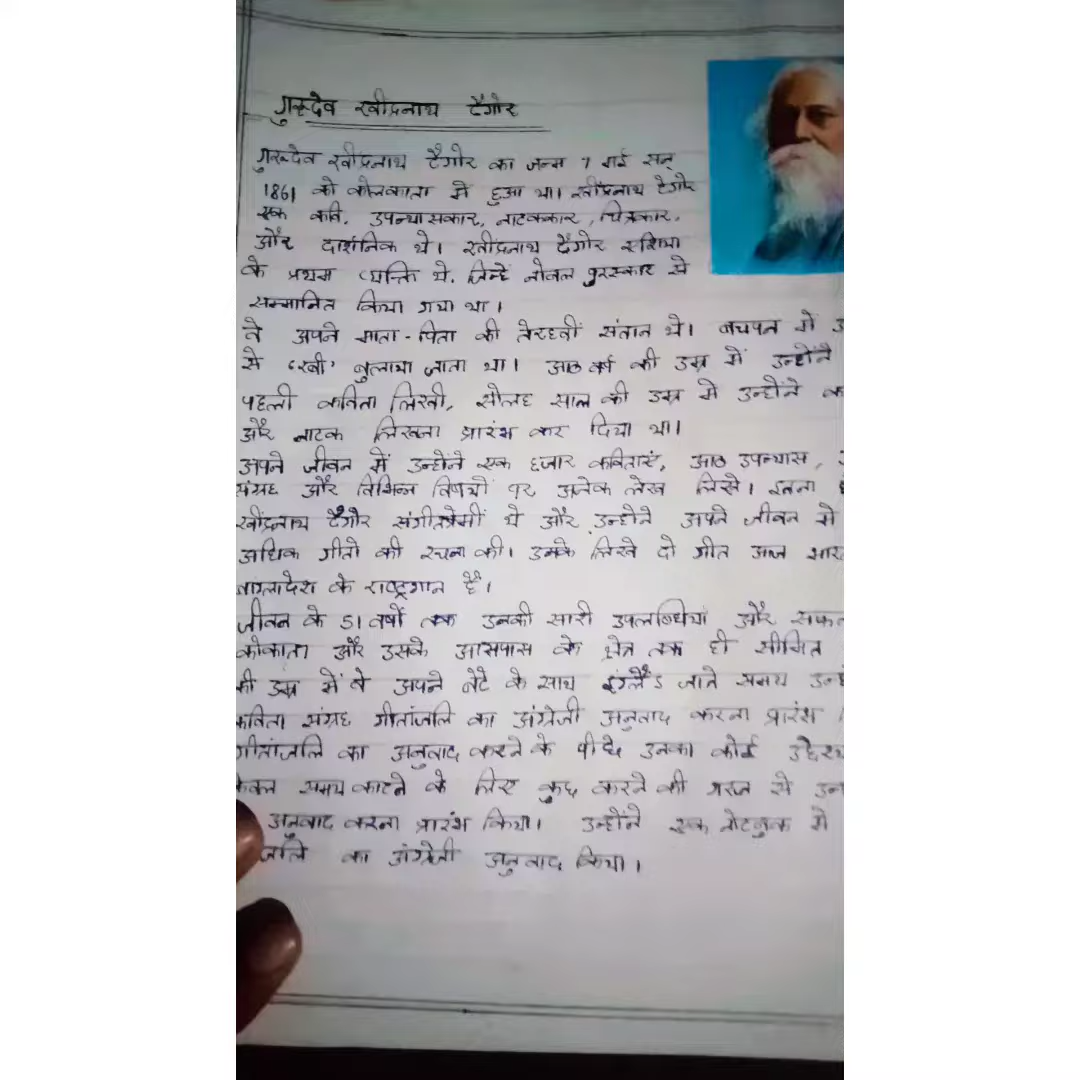 गुरुदेव रवीद्रनाथ टैगोर
गुरुदेव रवीद्रनाथ टैगोर का जन्म 7 मई सन्
1861 को कोलकाता में हुआ था। रवींद्रनाथ टैगोर
एक कवि, उपन्यासकार, नाटककार, चित्रकार,
और दार्शनिक थे। रवीद्रनाथ टैगोर एशिया
के प्रथम व्यक्ति थे. जिन्हे नोबल पुरस्कार से
सम्मानित किया गया था।
वे अपने माता-पिता की तेरहवीं संतान थे। बचपन में
से 'रबी' बुलाया जाता था। आठ वर्ष की उम्र में उन्होंने
पहली कविता लिखी, सोलह साल की उम्र मे उन्होंने
और नाटक लिखना प्रारंभ कर दिया था।
अपने जीवन में उन्होंने एक हजार कविताएं, आठ उपन्यास,
संग्रह और विभिन्न विषयों पर अनेक लेख लिखे। इतना
रवींद्रनाथ टैगोर संगीतप्रेमीं थे और उन्होंने अपने जीवन में
अधिक गीतो की रचना की। उनके लिखे दो गीत आज
बांग्लादेश के राष्ट्रगान है।
जीवन के 51 वर्षो तक उनकी सारी उपलब्धियां और
कोकाता और उसके आसपास के क्षेत्र तक ही सीमित
की उम्र में वे अपने बेटे के साथ इंग्लैंड जाते समय
कविता संग्रह गीतांजलि का अंग्रेजी अनुवाद करना प्रारंभ
गीतांजलि का अनुवाद करने के पीछे उनका कोई
केवल समय काटने के लिए कुछ करने की गरज से
अनुवाद करना प्रारंभ किया। उन्होंने एक नोटबुक में
का अंग्रेजी अनुवाद किया।